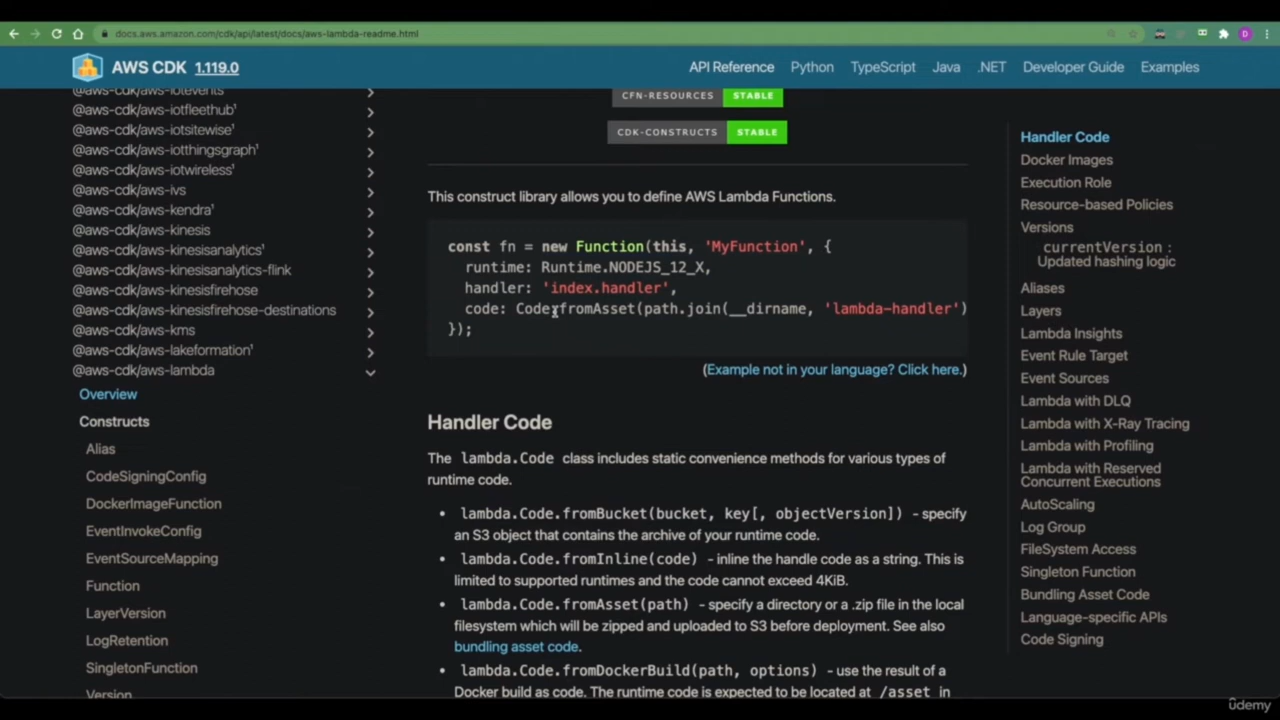 docs.aws.amazon.com/cdk/api/latest/docs/aws-lambda-readme.html
D
AWS CDK 1.119.0
API Reference Python TypeScript Java .NET Developer Guide Examples
@aws-cdk/aws-iotevents
@aws-cdk/aws-iotfleethub¹
@aws-cdk/aws-iotsitewise¹
@aws-cdk/aws-iotthingsgraph¹
@aws-cdk/aws-iotwireless¹
@aws-cdk/aws-ivs
@aws-cdk/aws-kendra¹
@aws-cdk/aws-kinesis
@aws-cdk/aws-kinesisanalytics¹
@aws-cdk/aws-kinesisanalytics-flink
@aws-cdk/aws-kinesisfirehose
@aws-cdk/aws-kinesisfirehose-destinations
@aws-cdk/aws-kms
@aws-cdk/aws-lakeformation¹
@aws-cdk/aws-lambda
Overview
Constructs
Alias
CodeSigningConfig
DockerImageFunction
EventInvokeConfig
EventSourceMapping
Function
LayerVersion
LogRetention
SingletonFunction
Version
CFN-RESOURCES STABLE
CDK-CONSTRUCTS STABLE
This construct library allows you to define AWS Lambda Functions.
const fn = new Function(this, 'MyFunction', {
runtime: Runtime.NODEJS_12_X,
handler: 'index.handler',
code: Code.fromAsset(path.join(__dirname, 'lambda-handler')
});
(Example not in your language? Click here.)
Handler Code
The lambda.Code class includes static convenience methods for various types of
runtime code.
• lambda.Code.fromBucket(bucket, key[, objectVersion]) - specify
an S3 object that contains the archive of your runtime code.
• lambda.Code.fromInline(code) - inline the handle code as a string. This is
limited to supported runtimes and the code cannot exceed 4KiB.
• lambda.Code.fromAsset(path) - specify a directory or a .zip file in the local
filesystem which will be zipped and uploaded to S3 before deployment. See also
bundling asset code.
• lambda.Code.fromDockerBuild(path, options) - use the result of a
Docker build as code. The runtime code is expected to be located at /asset in
Handler Code
Docker Images
Execution Role
Resource-based Policies
Versions
currentVersion :
Updated hashing logic
Aliases
Layers
Lambda Insights
Event Rule Target
Event Sources
Lambda with DLQ
Lambda with X-Ray Tracing
Lambda with Profiling
Lambda with Reserved
Concurrent Executions
AutoScaling
Log Group
FileSystem Access
Singleton Function
Bundling Asset Code
Language-specific APIs
Code Signing
ûdemy